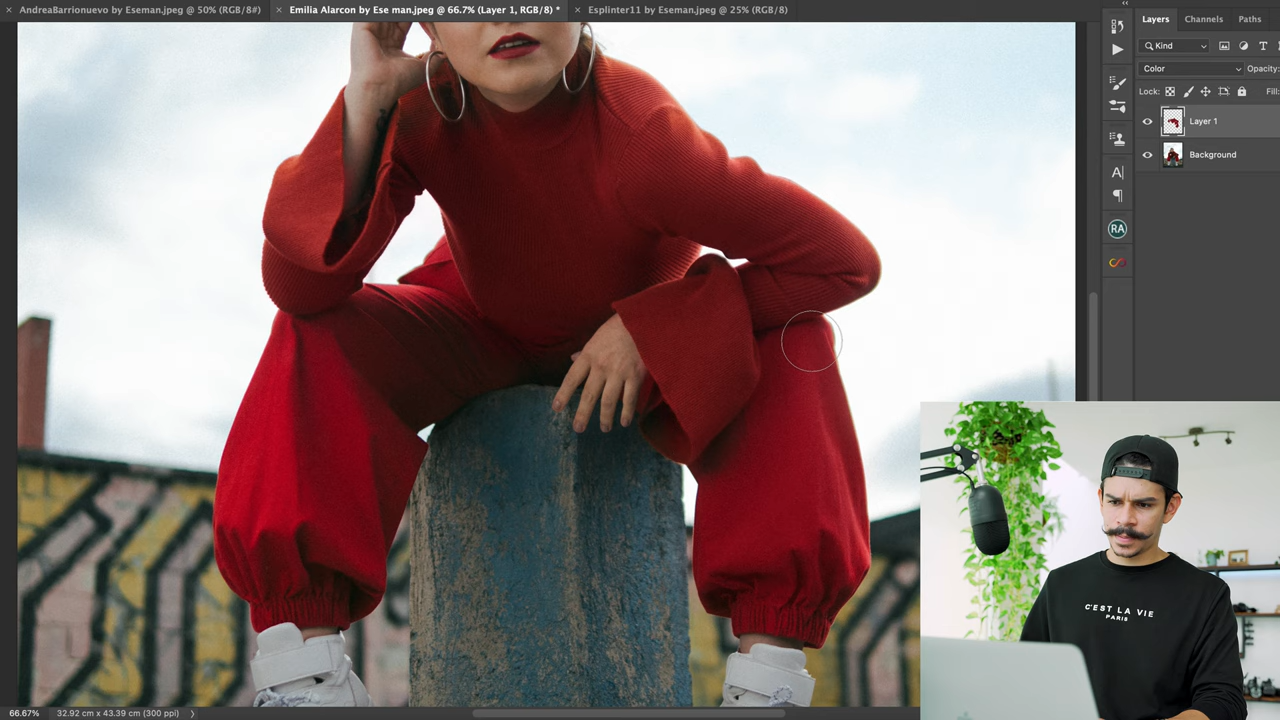 AndreaBarrionuevo by Eseman.jpeg @ 50% (RGB/8#)
Emilia Alarcon by Ese man.jpeg @ 66.7% (Layer 1, RGB/8) *
Esplinter11 by Eseman.jpeg @ 25% (RGB/8)
Layers Channels Paths
Kind
Color Opacity:
Lock: Fill:
Layer 1
Background
A|
RA
C'EST LA VIE
PARIS
66.67% 32.92 cm x 43.39 cm (300 ppi)